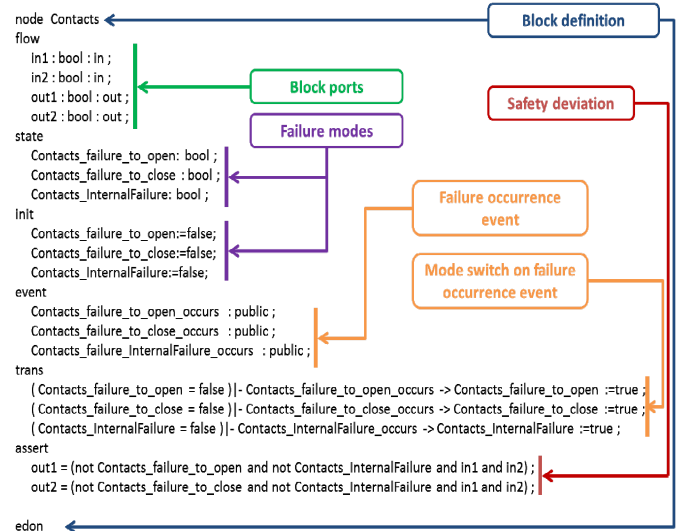 node Contacts
Block definition
flow
in1 : bool : in ;
in2 : bool : in ;
out1 : bool : out ;
out2 : bool : out ;
Block ports
Safety deviation
state
Failure modes
Contacts_failure_to_open: bool ;
Contacts_failure_to_close : bool ;
Contacts_InternalFailure: bool ;
Failure occurrence
event
init
Contacts_failure_to_open:=false;
Contacts_failure_to_close:=false;
Contacts_InternalFailure:=false;
Mode switch on failure
occurrence event
event
Contacts_failure_to_open_occurs : public ;
Contacts_failure_to_close_occurs : public ;
Contacts_failure_InternalFailure_occurs : public ;
trans
( Contacts_failure_to_open = false )|- Contacts_failure_to_open_occurs -> Contacts_failure_to_open :=true ;
( Contacts_failure_to_close = false )|- Contacts_failure_to_close_occurs -> Contacts_failure_to_close :=true ;
( Contacts_InternalFailure = false )|- Contacts_InternalFailure_occurs -> Contacts_InternalFailure :=true ;
assert
out1 = (not Contacts_failure_to_open and not Contacts_InternalFailure and in1 and in2) ;
out2 = (not Contacts_failure_to_close and not Contacts_InternalFailure and in1 and in2) ;
edon